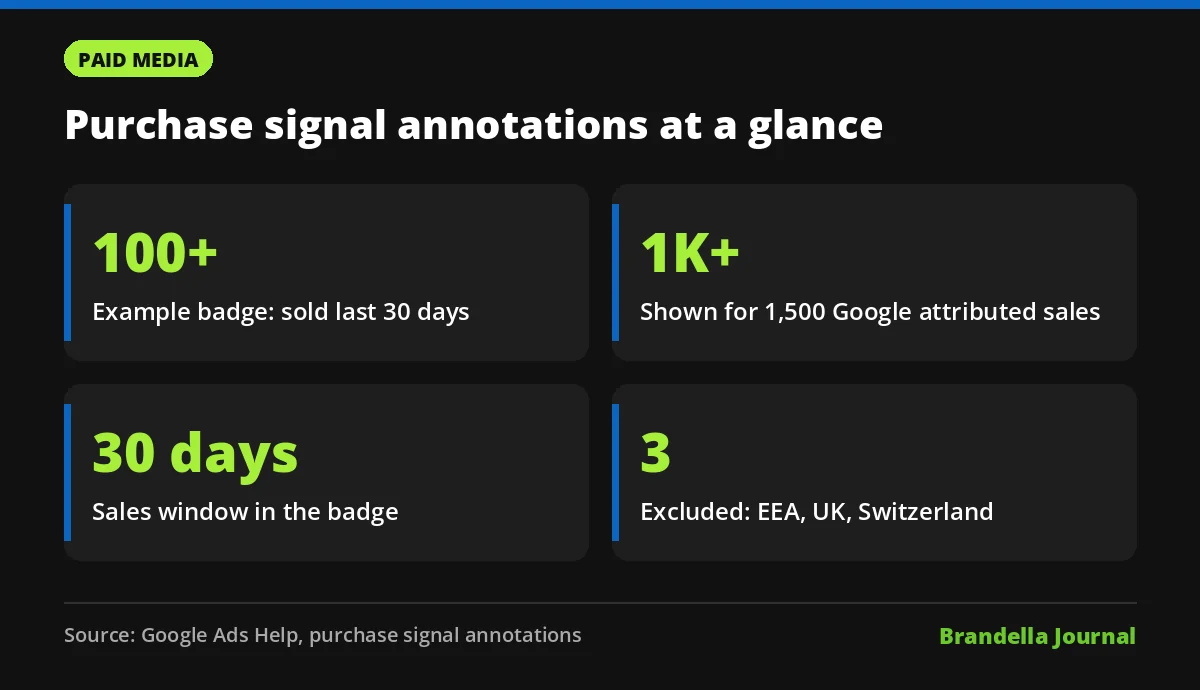 PAID MEDIA
Purchase signal annotations at a glance
100+
Example badge: sold last 30 days
1K+
Shown for 1,500 Google attributed sales
30 days
Sales window in the badge
3
Excluded: EEA, UK, Switzerland
Source: Google Ads Help, purchase signal annotations
Brandella Journal